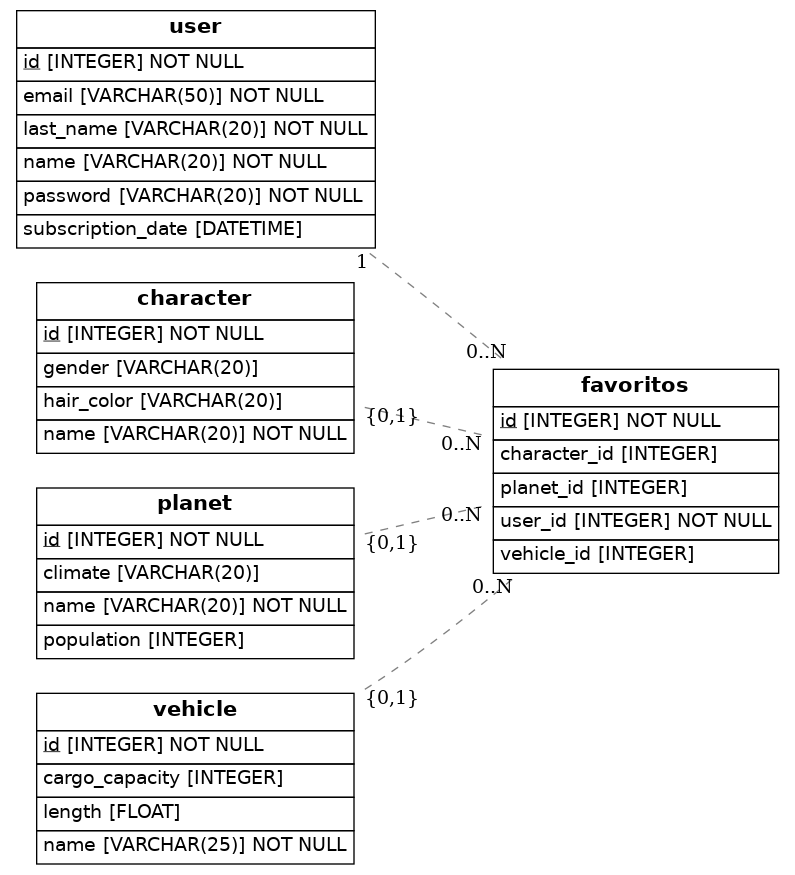 user
id [INTEGER] NOT NULL
email [VARCHAR(50)] NOT NULL
last_name [VARCHAR(20)] NOT NULL
name [VARCHAR(20)] NOT NULL
password [VARCHAR(20)] NOT NULL
subscription_date [DATETIME]
1
0..N
character
id [INTEGER] NOT NULL
gender [VARCHAR(20)]
hair_color [VARCHAR(20)]
name [VARCHAR(20)] NOT NULL
{0,1}
0..N
planet
id [INTEGER] NOT NULL
climate [VARCHAR(20)]
name [VARCHAR(20)] NOT NULL
population [INTEGER]
{0,1}
0..N
vehicle
id [INTEGER] NOT NULL
cargo_capacity [INTEGER]
length [FLOAT]
name [VARCHAR(25)] NOT NULL
{0,1}
0..N
favoritos
id [INTEGER] NOT NULL
character_id [INTEGER]
planet_id [INTEGER]
user_id [INTEGER] NOT NULL
vehicle_id [INTEGER]